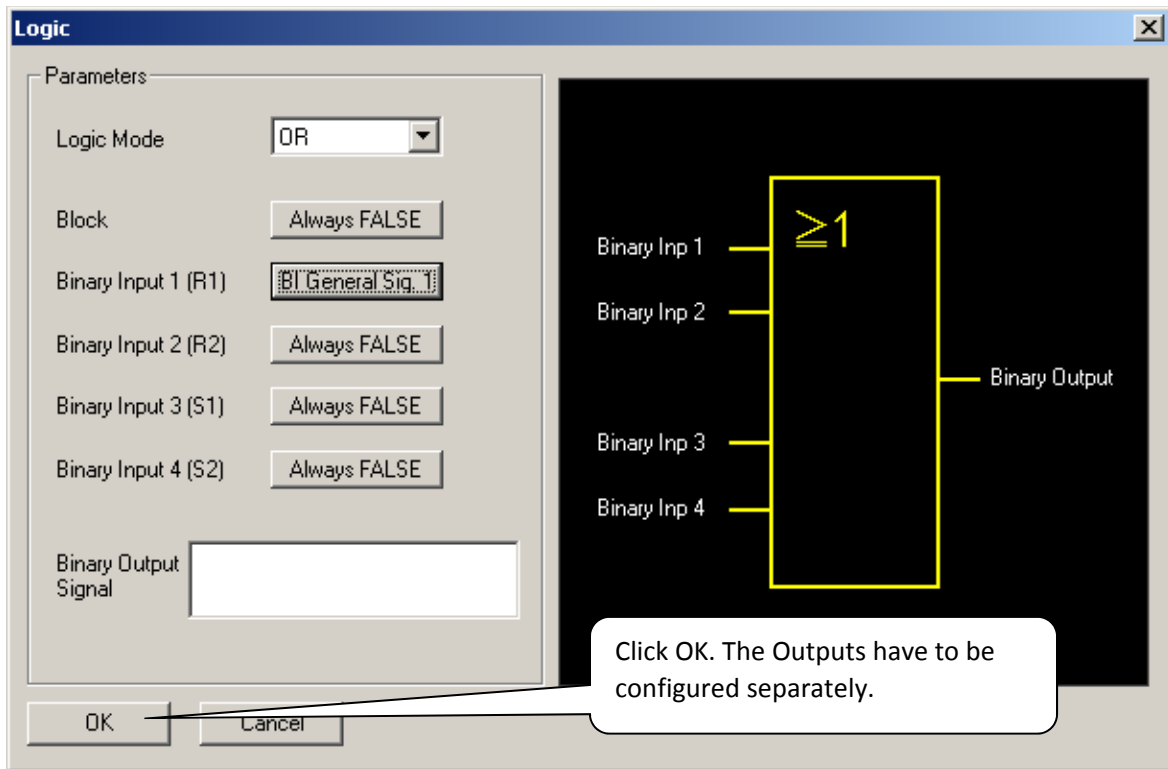 Logic
Parameters
Logic Mode
OR
Block
Always FALSE
Binary Input 1 (R1)
BI General Sig. 1
Binary Input 2 (R2)
Always FALSE
Binary Input 3 (S1)
Always FALSE
Binary Input 4 (S2)
Always FALSE
Binary Output
Signal
OK
Cancel
≥1
Binary Inp 1
Binary Inp 2
Binary Inp 3
Binary Inp 4
Binary Output
Click OK. The Outputs have to be
configured separately.